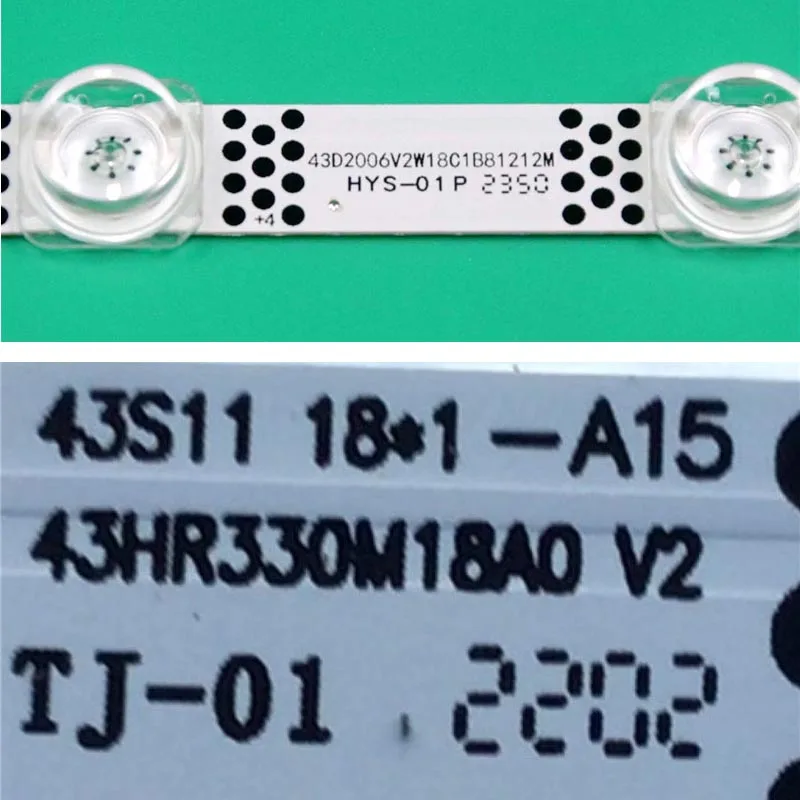 43D2006V2W18C1B81212M
HYS-01P 2350
+4
43S11 18*1-A15
43HR330M18A0 V2
TJ-01 2202